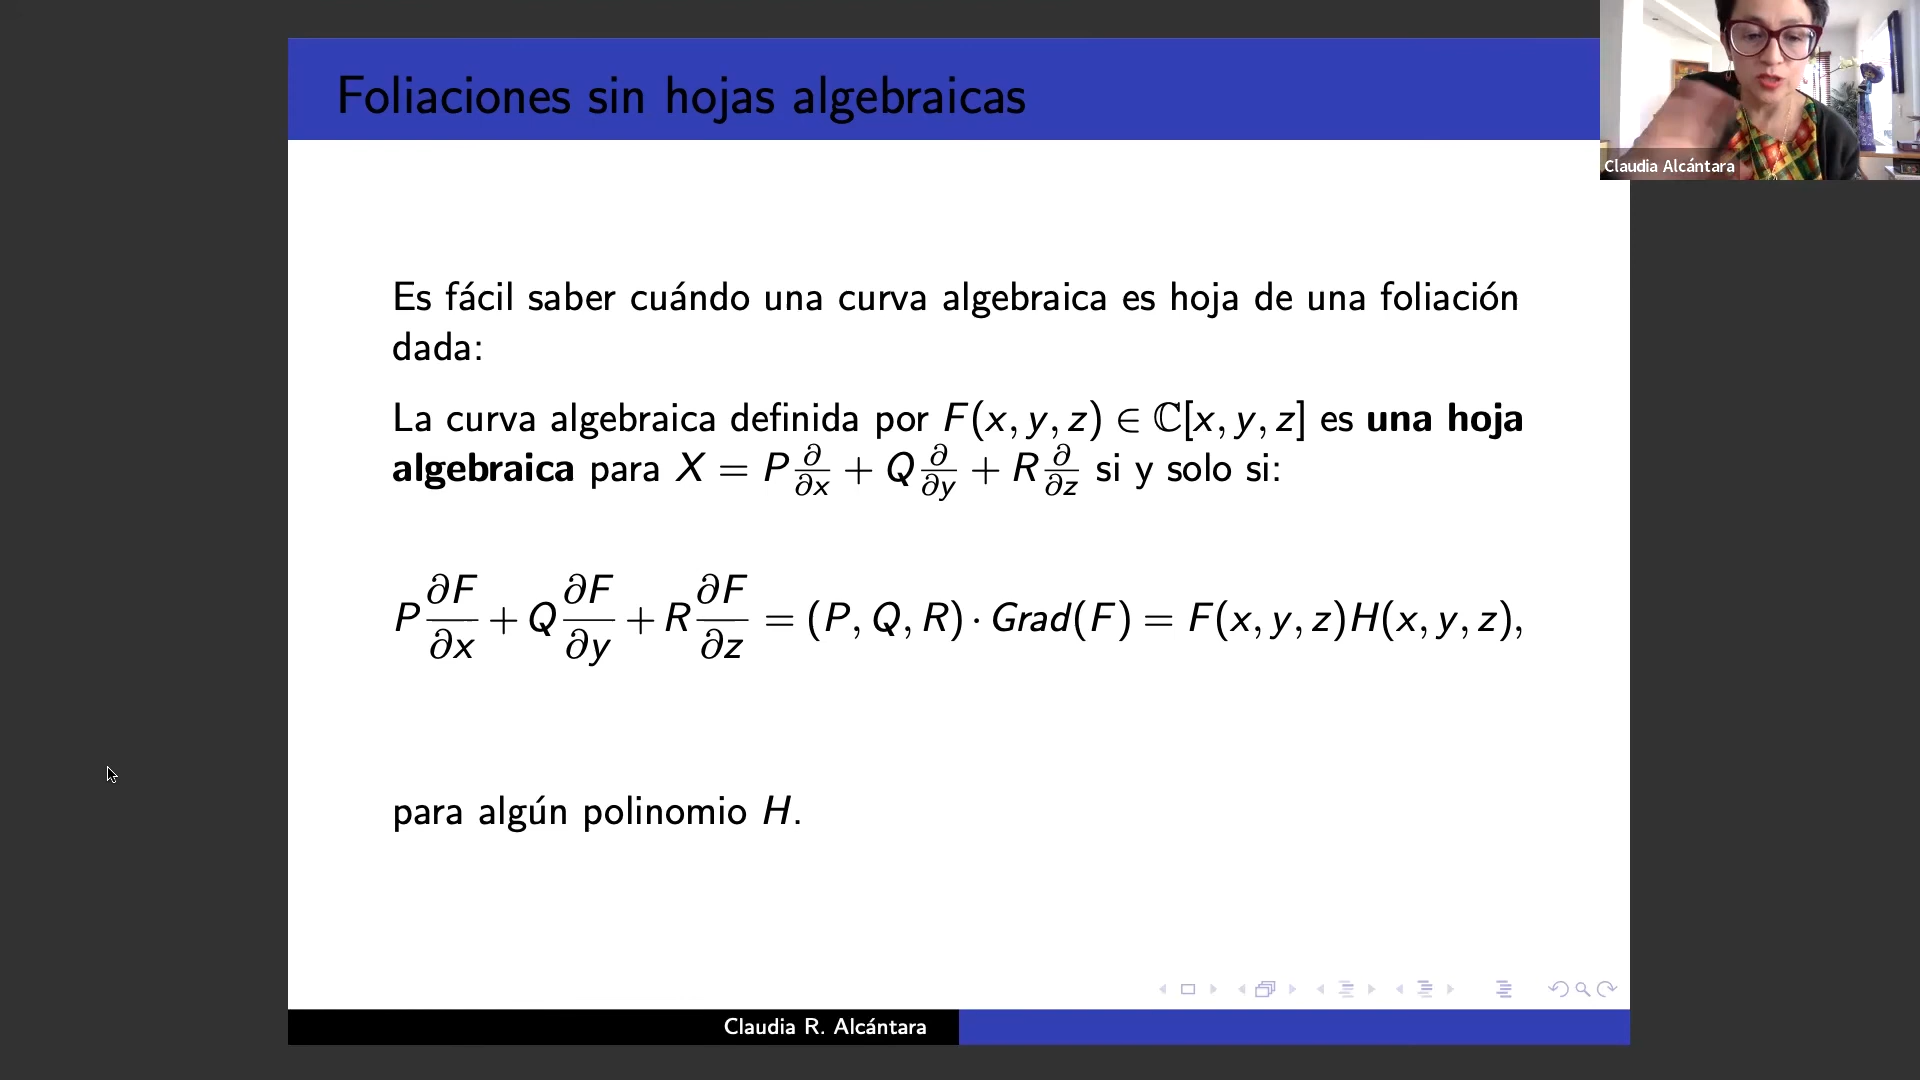 Foliaciones sin hojas algebraicas
Claudia Alcántara
Es fácil saber cuándo una curva algebraica es hoja de una foliación
dada:
La curva algebraica definida por F(x, y, z) ∈ ℂ[x, y, z] es una hoja
algebraica para X = P ∂/∂x + Q ∂/∂y + R ∂/∂z si y solo si:
P ∂F/∂x + Q ∂F/∂y + R ∂F/∂z = (P, Q, R) · Grad(F) = F(x, y, z)H(x, y, z),
para algún polinomio H.
Claudia R. Alcántara